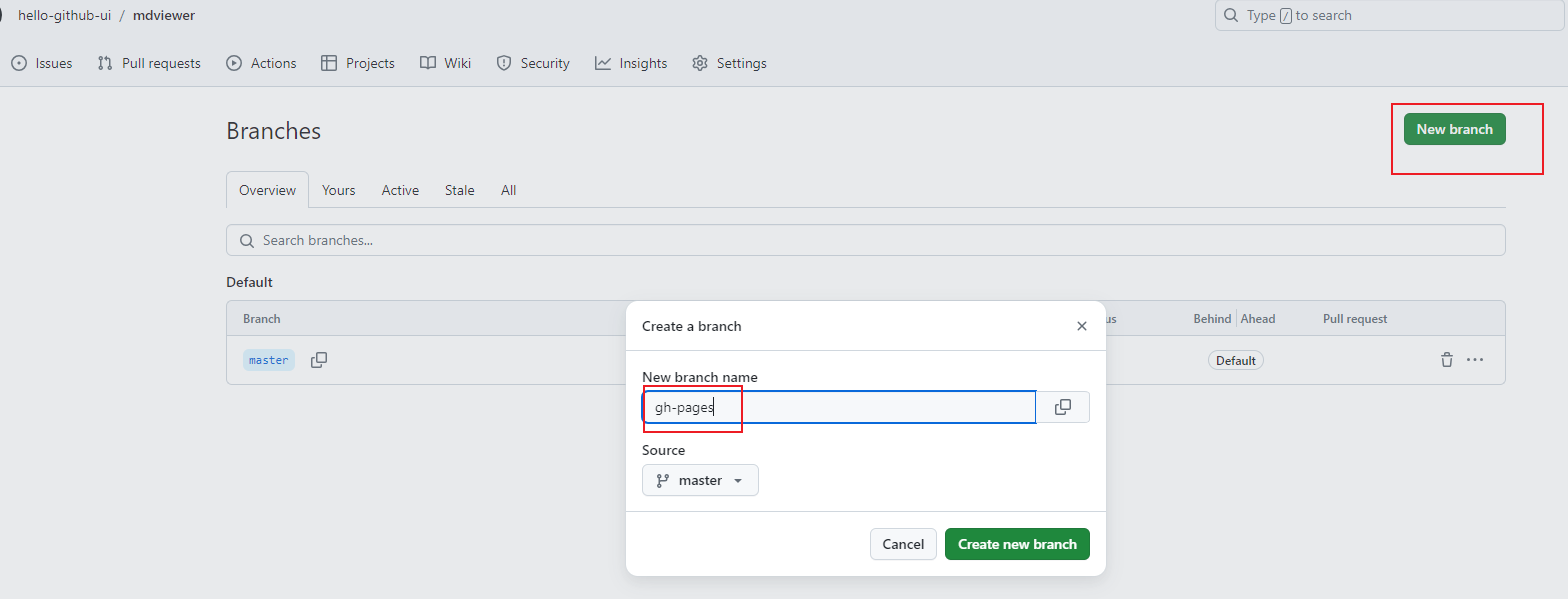 hello-github-ui / mdviewer
Type / to search
Issues Pull requests Actions Projects Wiki Security Insights Settings
Branches
New branch
Overview Yours Active Stale All
Search branches...
Default
Branch
Behind Ahead Pull request
master
Default
Create a branch
New branch name
gh-pages
Source
master
Cancel Create new branch